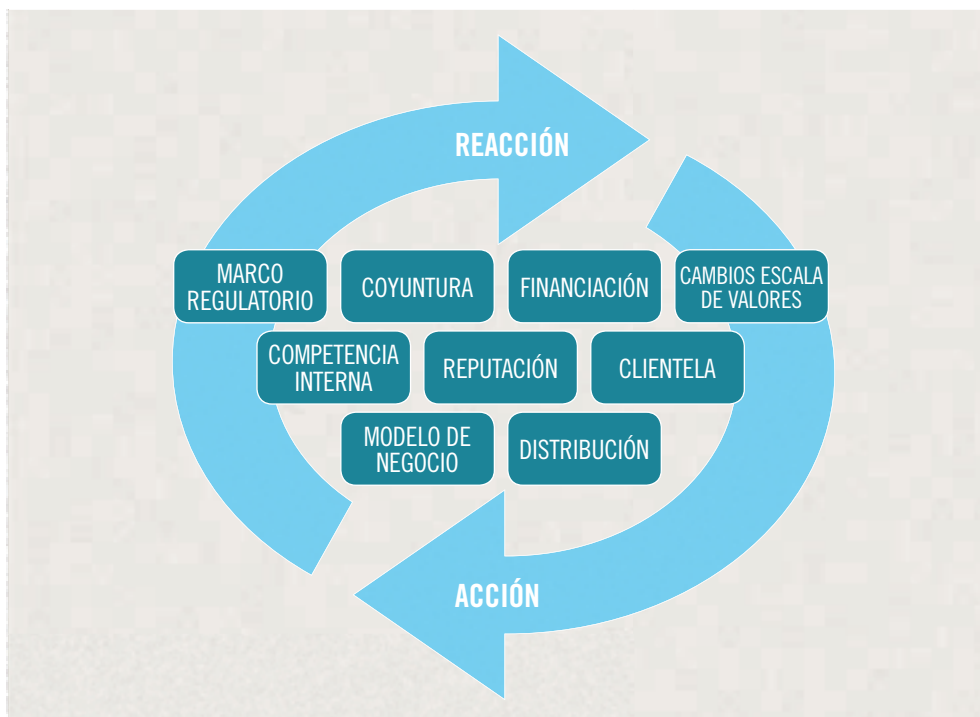 REACCIÓN
MARCO
REGULATORIO
COYUNTURA
FINANCIACIÓN
CAMBIOS ESCALA
DE VALORES
COMPETENCIA
INTERNA
REPUTACIÓN
CLIENTELA
MODELO DE
NEGOCIO
DISTRIBUCIÓN
ACCIÓN